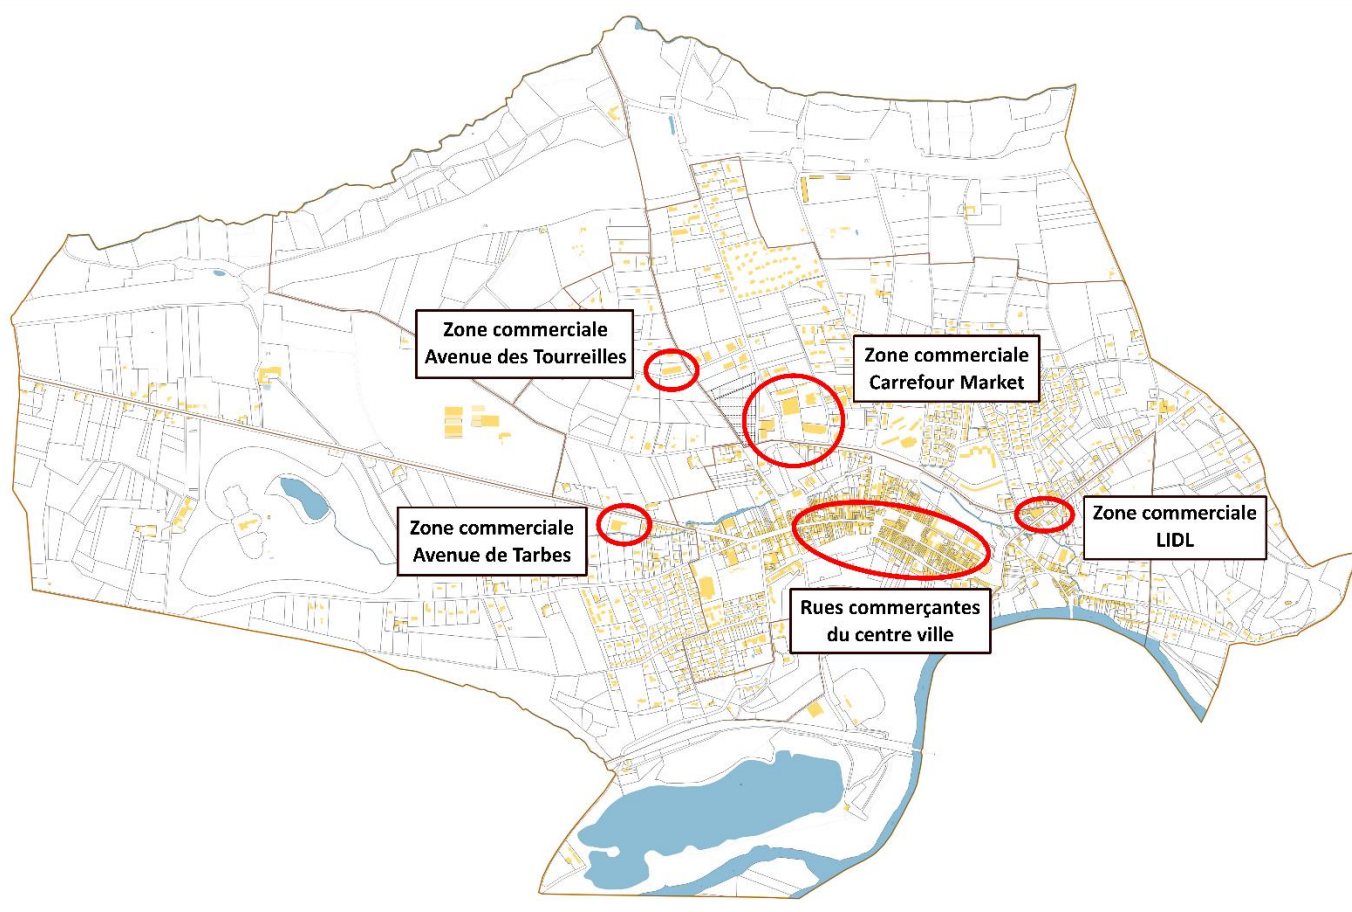 Zone commerciale
Avenue des Tourreilles
Zone commerciale
Carrefour Market
Zone commerciale
Avenue de Tarbes
Zone commerciale
LIDL
Rues commerçantes
du centre ville